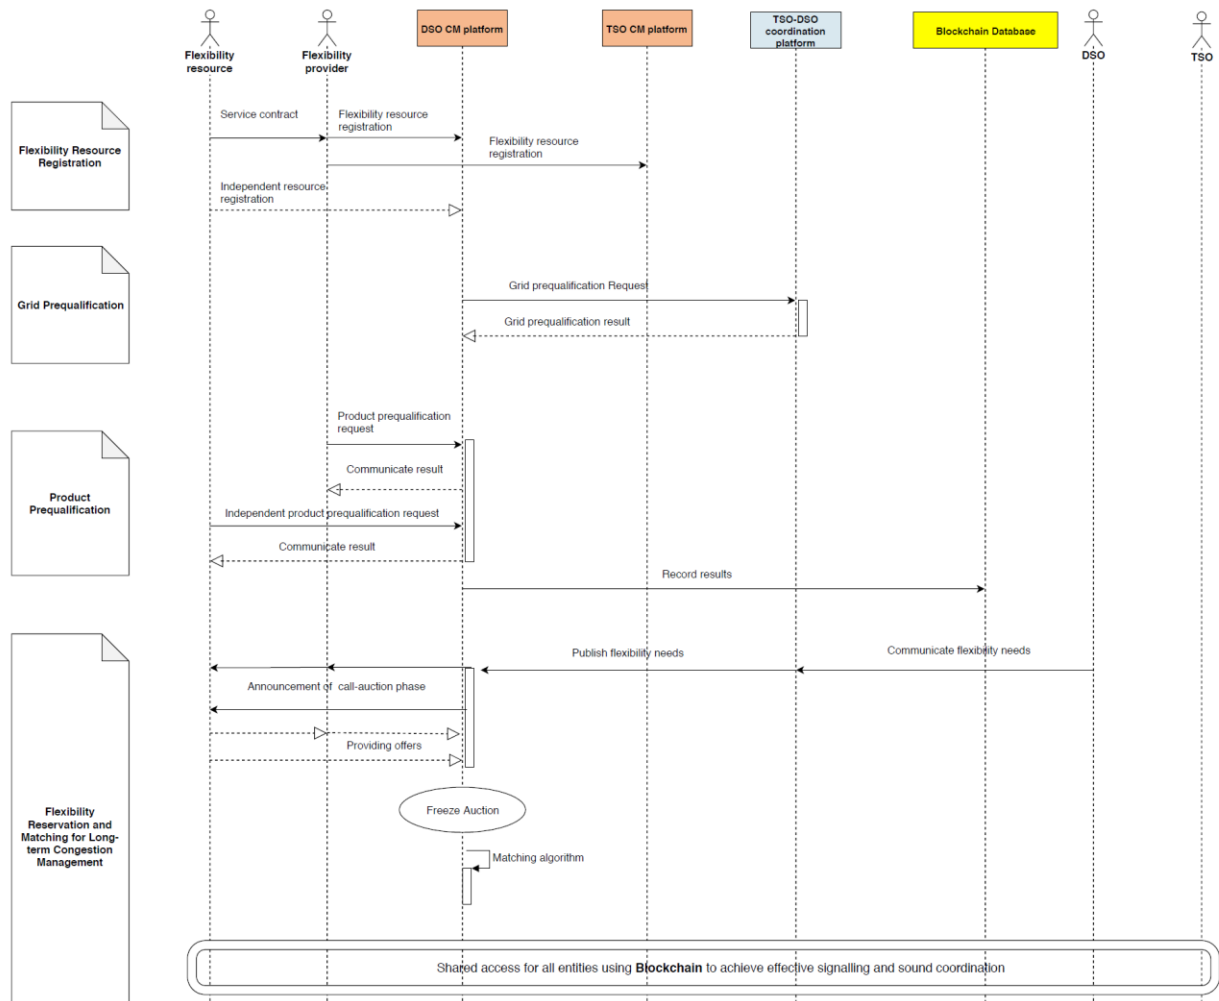 Flexibility
resource
Flexibility
provider
DSO CM platform
TSO CM platform
TSO-DSO
coordination
platform
Blockchain Database
DSO
TSO
Flexibility Resource
Registration
Service contract
Flexibility resource
registration
Flexibility resource
registration
Independent resource
registration
Grid Prequalification
Grid prequalification Request
Grid prequalification result
Product
Prequalification
Product prequalification
request
Communicate result
Independent product prequalification request
Communicate result
Record results
Flexibility
Reservation and
Matching for Long-
term Congestion
Management
Publish flexibility needs
Communicate flexibility needs
Announcement of call-auction phase
Providing offers
Freeze Auction
Matching algorithm
Shared access for all entities using Blockchain to achieve effective signalling and sound coordination